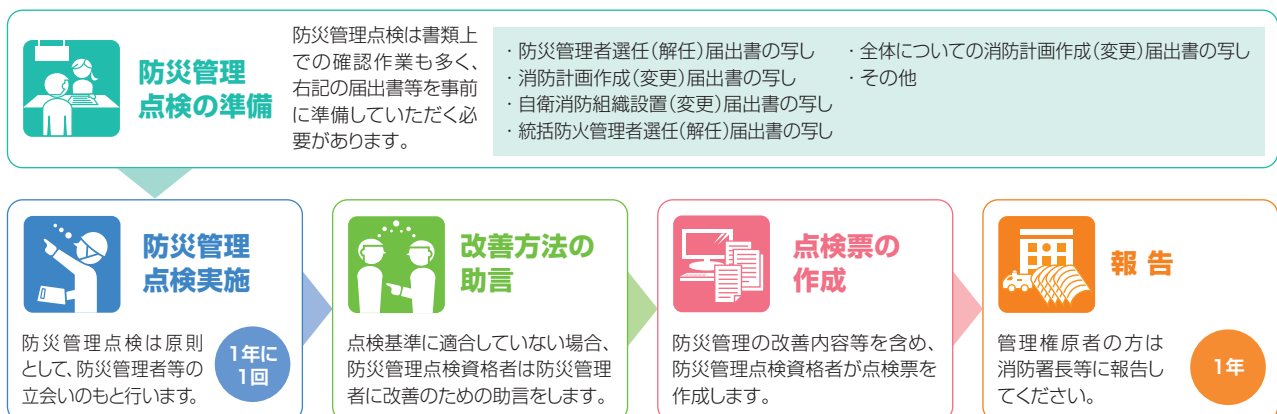 防災管理
点検の準備
防災管理点検は書類上
での確認作業も多く、
右記の届出書等を事前
に準備していただく必
要があります。
・防災管理者選任(解任)届出書の写し
・消防計画作成(変更)届出書の写し
・自衛消防組織設置(変更)届出書の写し
・統括防火管理者選任(解任)届出書の写し
・全体についての消防計画作成(変更)届出書の写し
・その他
防災管理
点検実施
防災管理点検は原則
として、防災管理者等の
立会いのもと行います。
1年に
1回
改善方法の
助言
点検基準に適合していない場合、
防災管理点検資格者は防災管理
者に改善のための助言をします。
点検票の
作成
防災管理の改善内容等を含め、
防災管理点検資格者が点検票を
作成します。
報 告
管理権原者の方は
消防署長等に報告し
てください。
1年